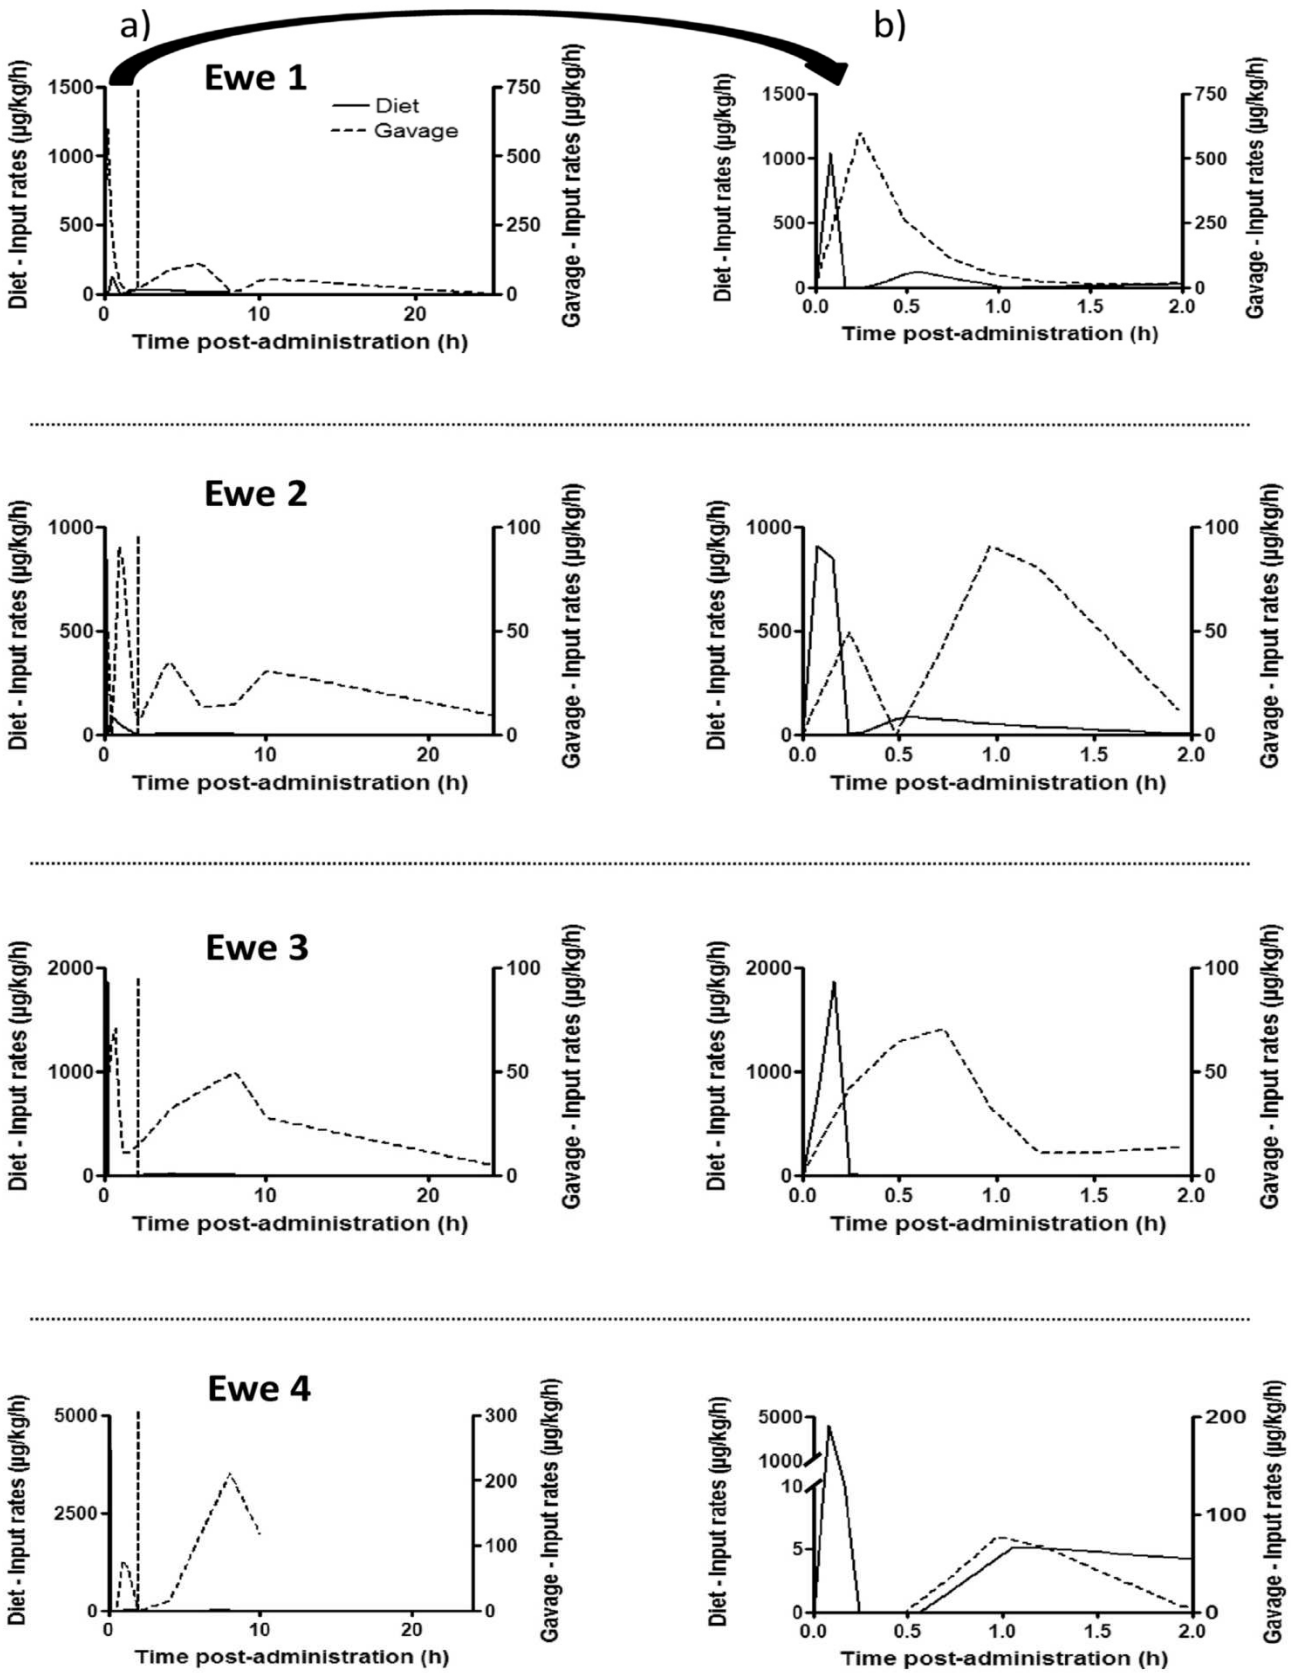 a)
b)
Ewe 1
Diet - Input rates (µg/kg/h)
1500
1000
500
0
Diet
Gavage
750
500
250
0
Gavage - Input rates (µg/kg/h)
0
10
20
Time post-administration (h)
Diet - Input rates (µg/kg/h)
1500
1000
500
0
750
500
250
0
Gavage - Input rates (µg/kg/h)
0.0
0.5
1.0
1.5
2.0
Time post-administration (h)
Ewe 2
Diet - Input rates (µg/kg/h)
1000
500
0
100
50
0
Gavage - Input rates (µg/kg/h)
0
10
20
Time post-administration (h)
Diet - Input rates (µg/kg/h)
1000
500
0
100
50
0
Gavage - Input rates (µg/kg/h)
0.0
0.5
1.0
1.5
2.0
Time post-administration (h)
Ewe 3
Diet - Input rates (µg/kg/h)
2000
1000
0
100
50
0
Gavage - Input rates (µg/kg/h)
0
10
20
Time post-administration (h)
Diet - Input rates (µg/kg/h)
2000
1000
0
100
50
0
Gavage - Input rates (µg/kg/h)
0.0
0.5
1.0
1.5
2.0
Time post-administration (h)
Ewe 4
Diet - Input rates (µg/kg/h)
5000
2500
0
300
200
100
0
Gavage - Input rates (µg/kg/h)
0
10
20
Time post-administration (h)
Diet - Input rates (µg/kg/h)
5000
1000
10
5
0
200
100
0
Gavage - Input rates (µg/kg/h)
0.0
0.5
1.0
1.5
2.0
Time post-administration (h)